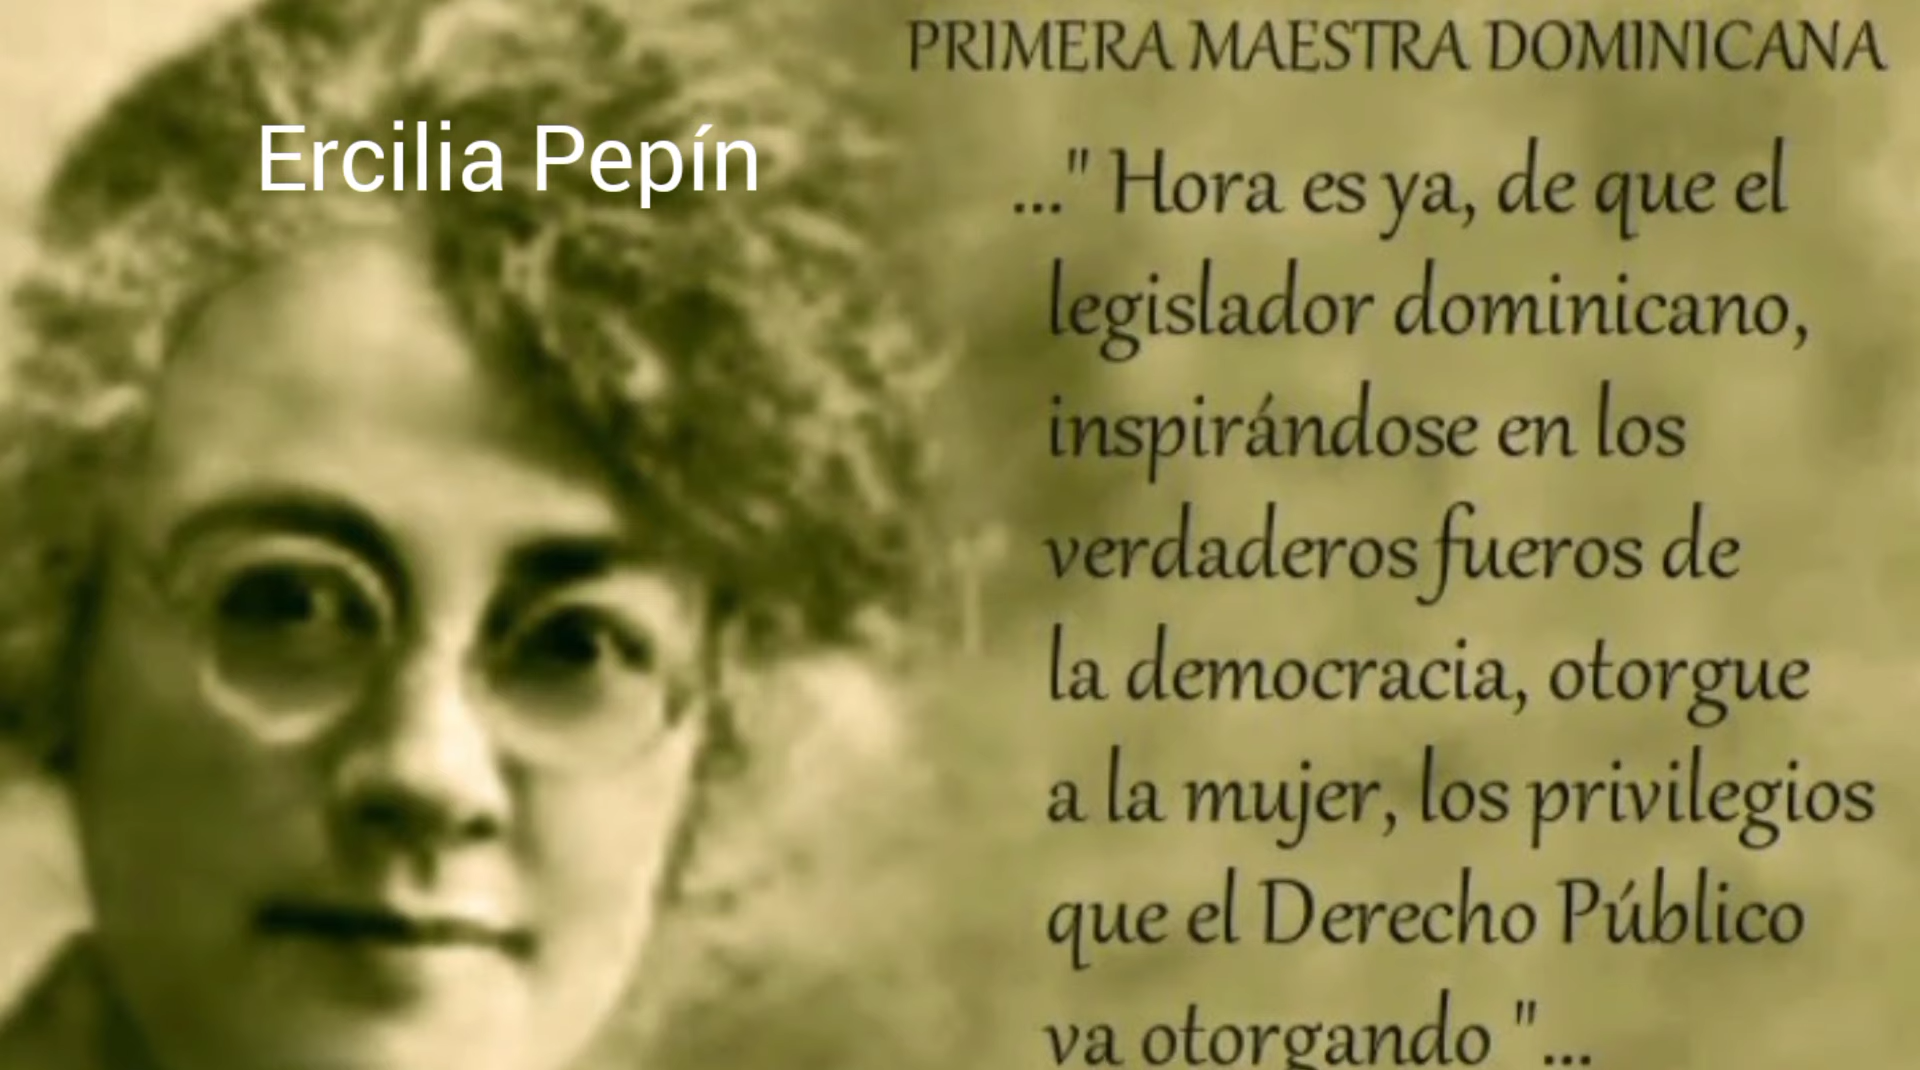 PRIMERA MAESTRA DOMINICANA
Ercilia Pepín
..." Hora es ya, de que el
legislador dominicano,
inspirándose en los
verdaderos fueros de
la democracia, otorgue
a la mujer, los privilegios
que el Derecho Público
va otorgando "...